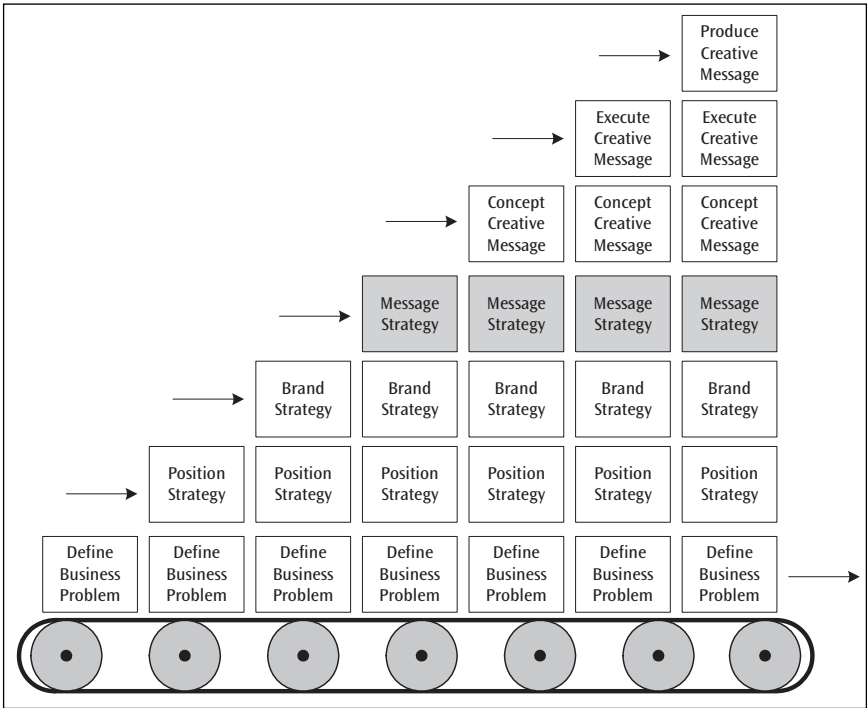 Produce
Creative
Message
Execute
Creative
Message
Execute
Creative
Message
Concept
Creative
Message
Concept
Creative
Message
Concept
Creative
Message
Message
Strategy
Message
Strategy
Message
Strategy
Message
Strategy
Brand
Strategy
Brand
Strategy
Brand
Strategy
Brand
Strategy
Brand
Strategy
Position
Strategy
Position
Strategy
Position
Strategy
Position
Strategy
Position
Strategy
Position
Strategy
Define
Business
Problem
Define
Business
Problem
Define
Business
Problem
Define
Business
Problem
Define
Business
Problem
Define
Business
Problem
Define
Business
Problem